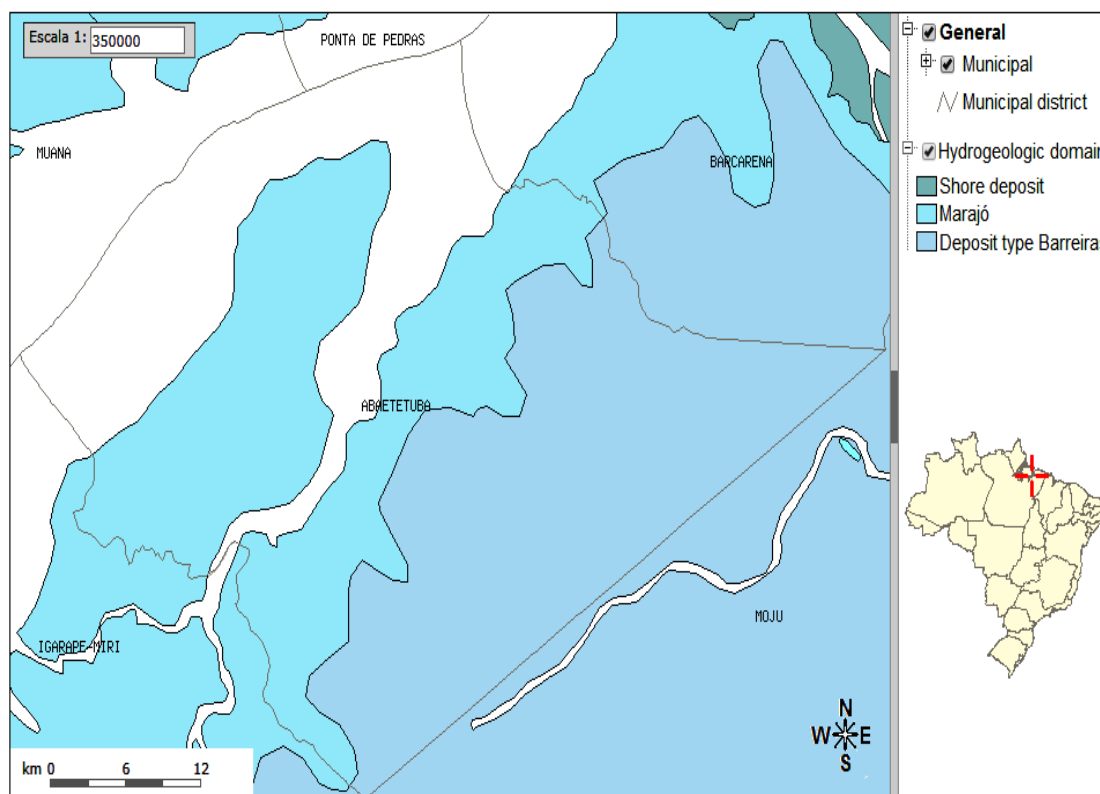 Escala 1: 350000
PONTA DE PEDRAS
MUANA
BARCARENA
ABAETETUBA
IGARAPE-MIRI
MOJU
N
W E
S
km 0 6 12
General
Municipal
Municipal district
Hydrogeologic domain
Shore deposit
Marajó
Deposit type Barreiras